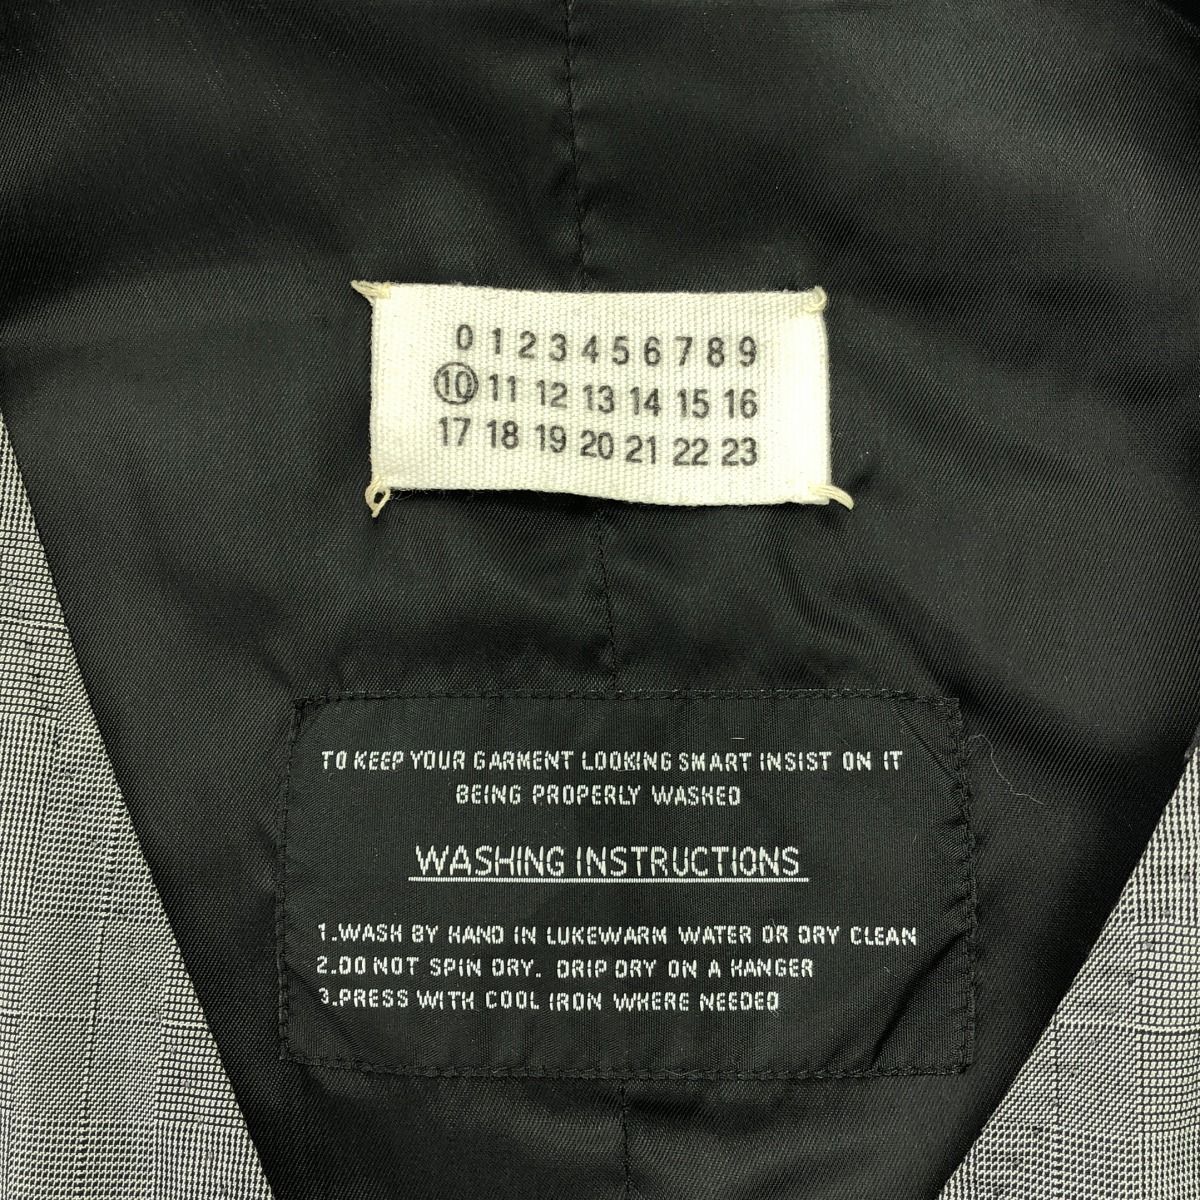 0 1 2 3 4 5 6 7 8 9
10 11 12 13 14 15 16
17 18 19 20 21 22 23
TO KEEP YOUR GARMENT LOOKING SMART INSIST ON IT
BEING PROPERLY WASHED
WASHING INSTRUCTIONS
1.WASH BY HAND IN LUKEWARM WATER OR DRY CLEAN
2.DO NOT SPIN DRY. DRIP DRY ON A HANGER
3.PRESS WITH COOL IRON WHERE NEEDED